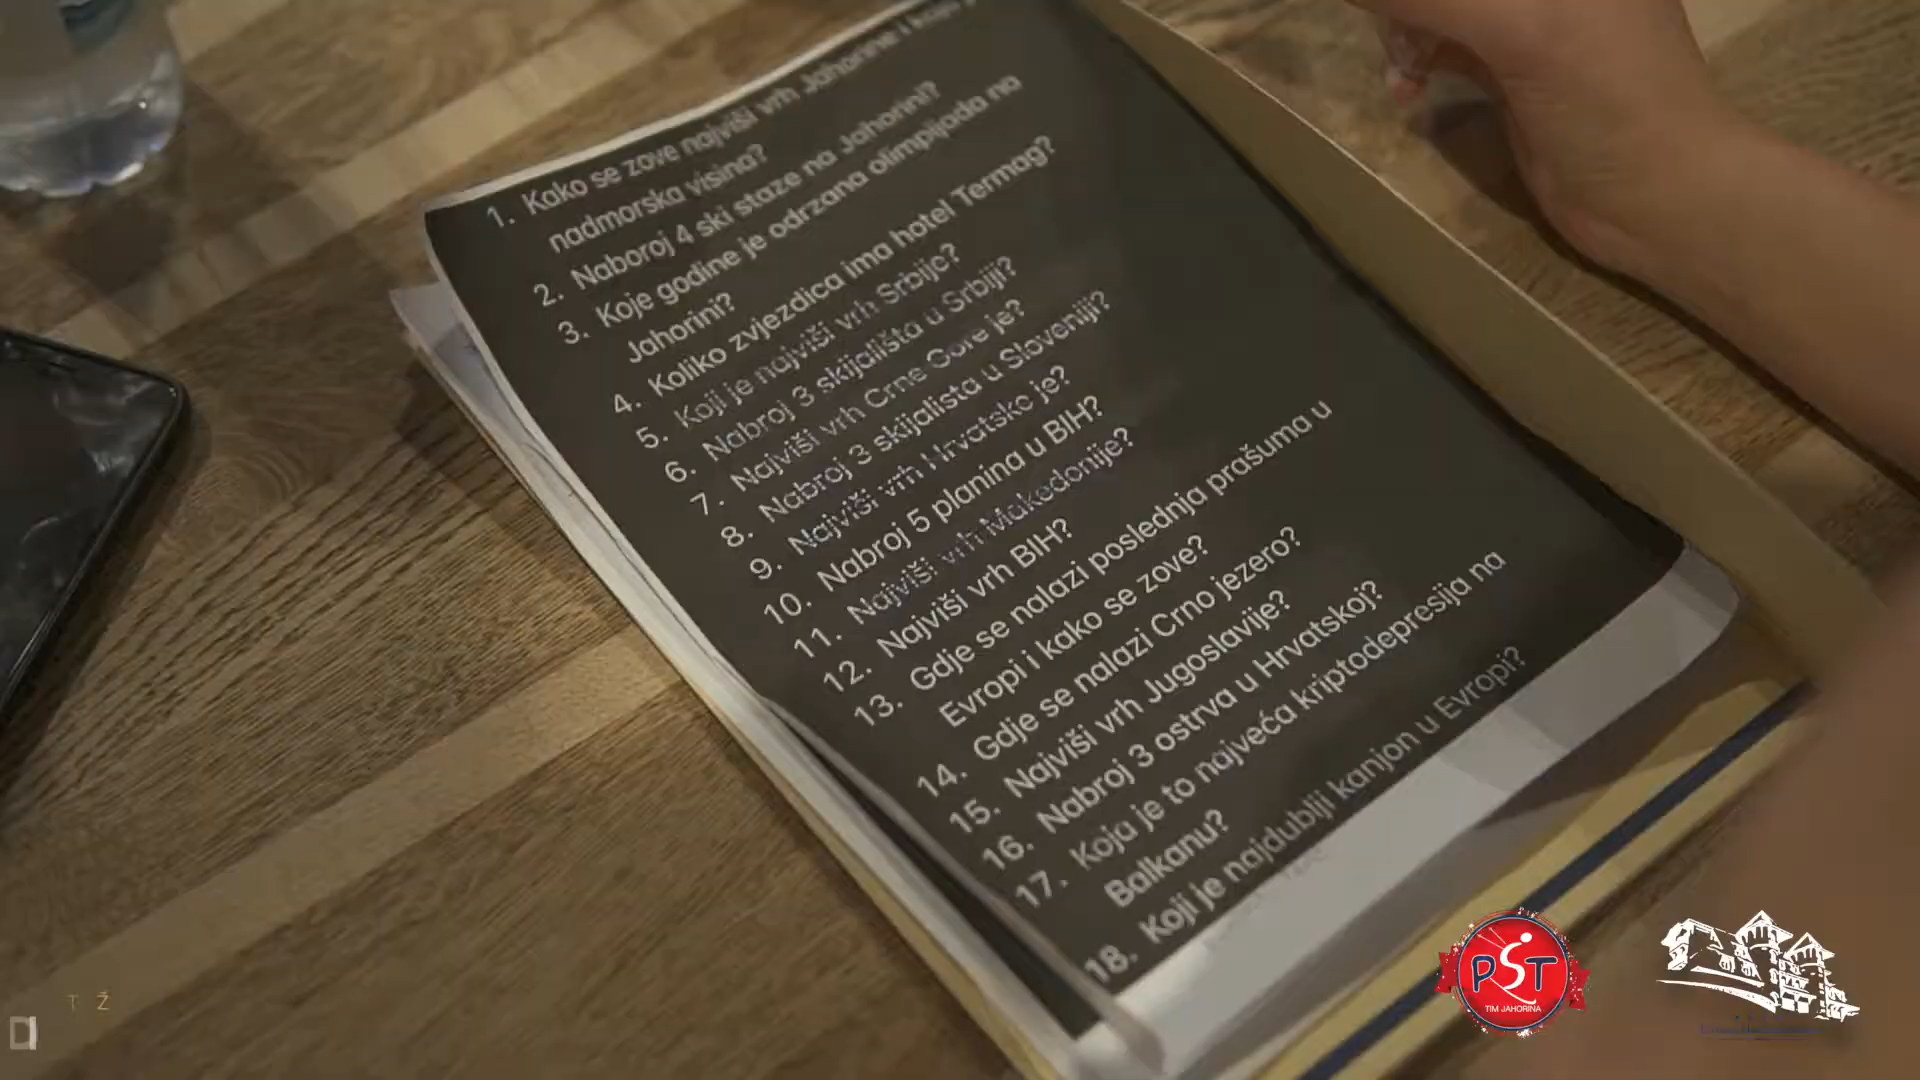 1. Kako se zove najviši vrh Jahorine i
nadmorska visina?
2. Naboroj 4 ski staze na Jahorini?
3. Koje godine je odrzana olimpijada na
Jahorini?
4. Koliko zvjezdica ima hotel Termag?
5. Koji je najviši vrh Srbije?
6. Nabroj 3 skijališta u Srbiji?
7. Najviši vrh Crne Gore je?
8. Nabroj 3 skijalista u Sloveniji?
9. Najviši vrh Hrvatske je?
10. Nabroj 5 planina u BIH?
11. Najviši vrh Makedonije?
12. Najviši vrh BIH?
13. Gdje se nalazi poslednja prašuma u
Evropi i kako se zove?
14. Gdje se nalazi Crno jezero?
15. Najviši vrh Jugoslavije?
16. Nabroj 3 ostrva u Hrvatskoj?
17. Koja je to najveća kriptodepresija na
Balkanu?
18. Koji je najdublji kanjon u Evropi?
PST
TIM JAHORINA
T Ž